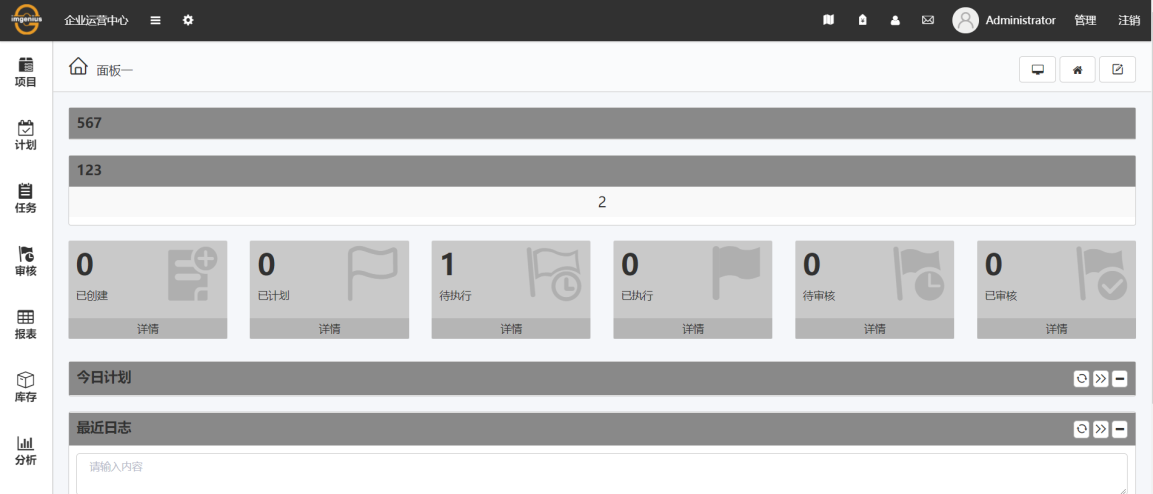 imgenius
企业运营中心
Administrator 管理 注销
项目
计划
任务
审核
报表
库存
分析
面板一
567
123
2
0
已创建
详情
0
已计划
详情
1
待执行
详情
0
已执行
详情
0
待审核
详情
0
已审核
详情
今日计划
最近日志
请输入内容